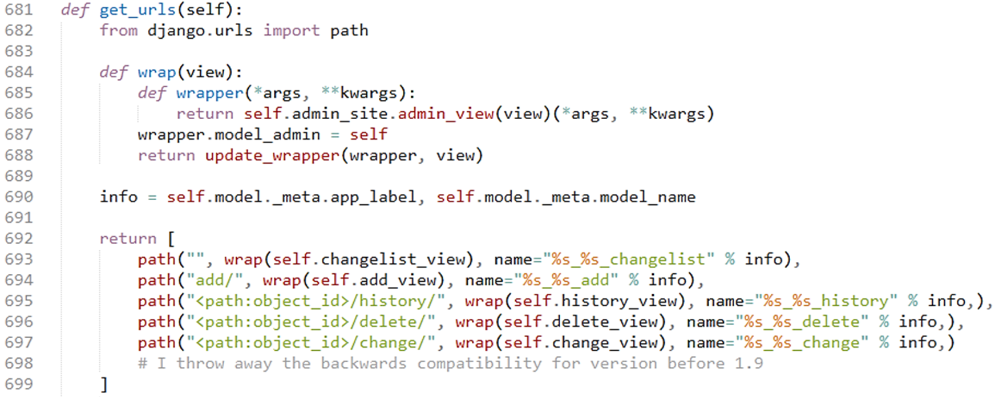 681 def get_urls(self):
682 from django.urls import path
683
684 def wrap(view):
685 def wrapper(*args, **kwargs):
686 return self.admin_site.admin_view(view)(*args, **kwargs)
687 wrapper.model_admin = self
688 return update_wrapper(wrapper, view)
689
690 info = self.model._meta.app_label, self.model._meta.model_name
691
692 return [
693 path("", wrap(self.changelist_view), name="%s_%s_changelist" % info),
694 path("add/", wrap(self.add_view), name="%s_%s_add" % info),
695 path("<path:object_id>/history/", wrap(self.history_view), name="%s_%s_history" % info,),
696 path("<path:object_id>/delete/", wrap(self.delete_view), name="%s_%s_delete" % info,),
697 path("<path:object_id>/change/", wrap(self.change_view), name="%s_%s_change" % info,)
698 # I throw away the backwards compatibility for version before 1.9
699 ]